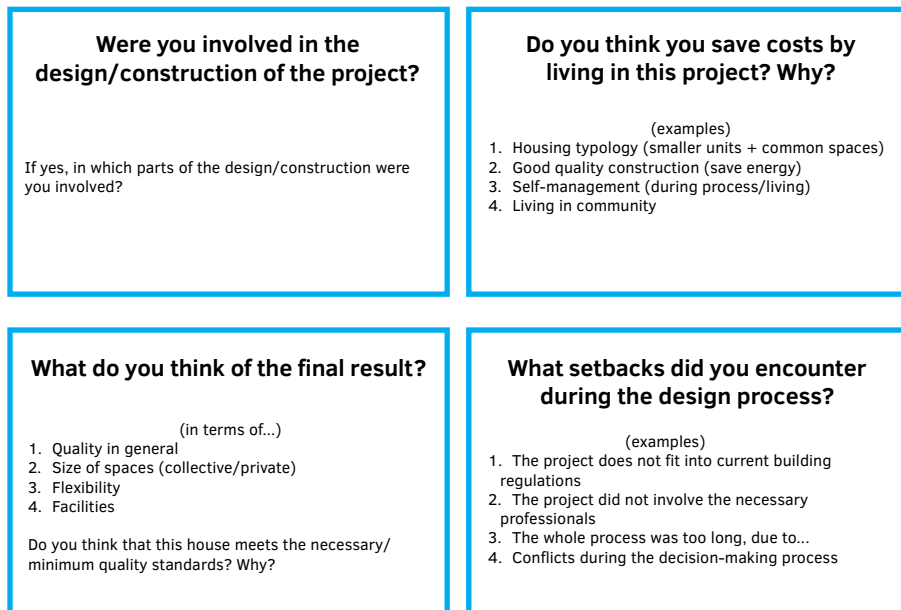 Were you involved in the
design/construction of the project?
If yes, in which parts of the design/construction were
you involved?
Do you think you save costs by
living in this project? Why?
(examples)
1. Housing typology (smaller units + common spaces)
2. Good quality construction (save energy)
3. Self-management (during process/living)
4. Living in community
What do you think of the final result?
(in terms of...)
1. Quality in general
2. Size of spaces (collective/private)
3. Flexibility
4. Facilities
Do you think that this house meets the necessary/
minimum quality standards? Why?
What setbacks did you encounter
during the design process?
(examples)
1. The project does not fit into current building
regulations
2. The project did not involve the necessary
professionals
3. The whole process was too long, due to...
4. Conflicts during the decision-making process